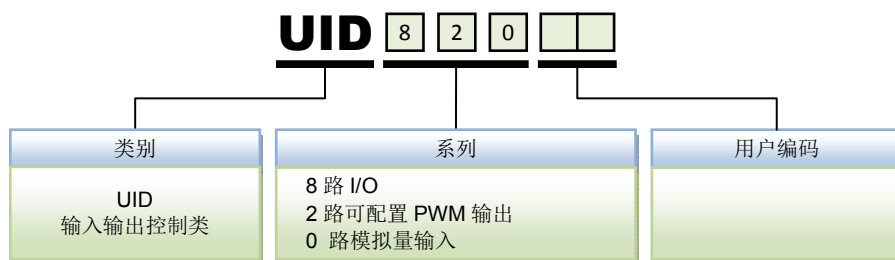 UID 8 2 0
类别
系列
用户编码
UID
输入输出控制类
8 路 I/O
2 路可配置 PWM 输出
0 路模拟量输入